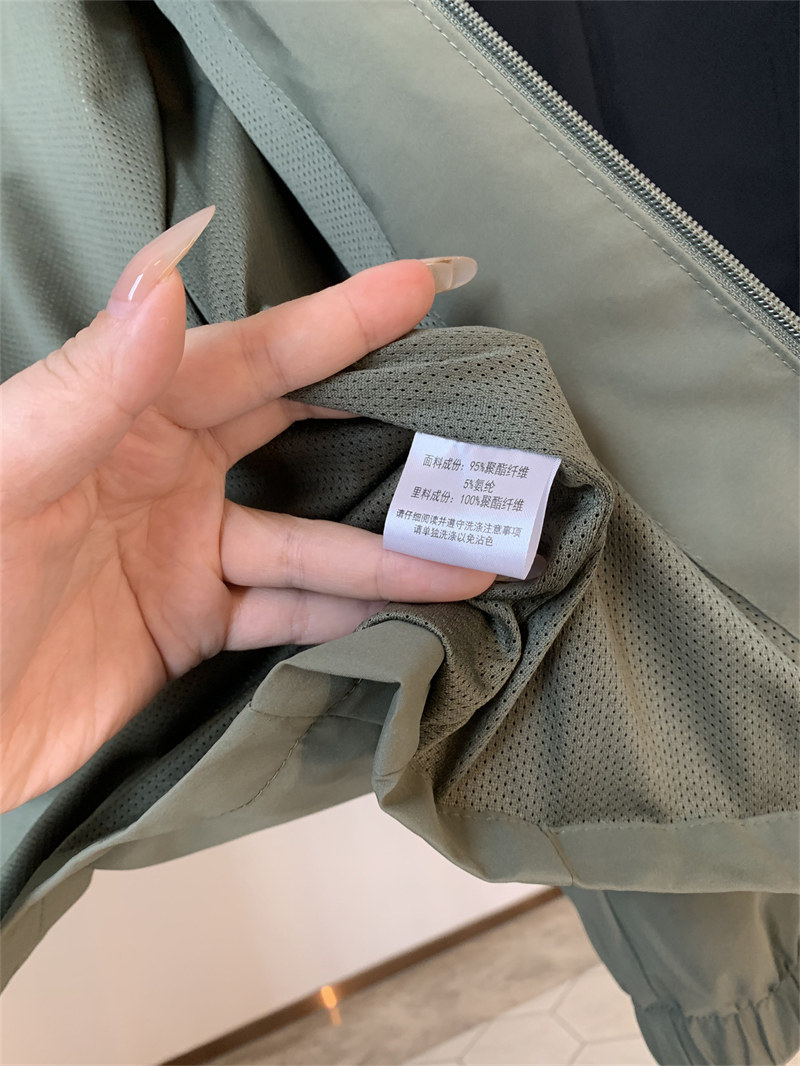 面料成份：95%聚酯纤维
5%氨纶
里料成份：100%聚酯纤维
请仔细阅读并遵守洗涤注意事项
请单独洗涤以免沾色